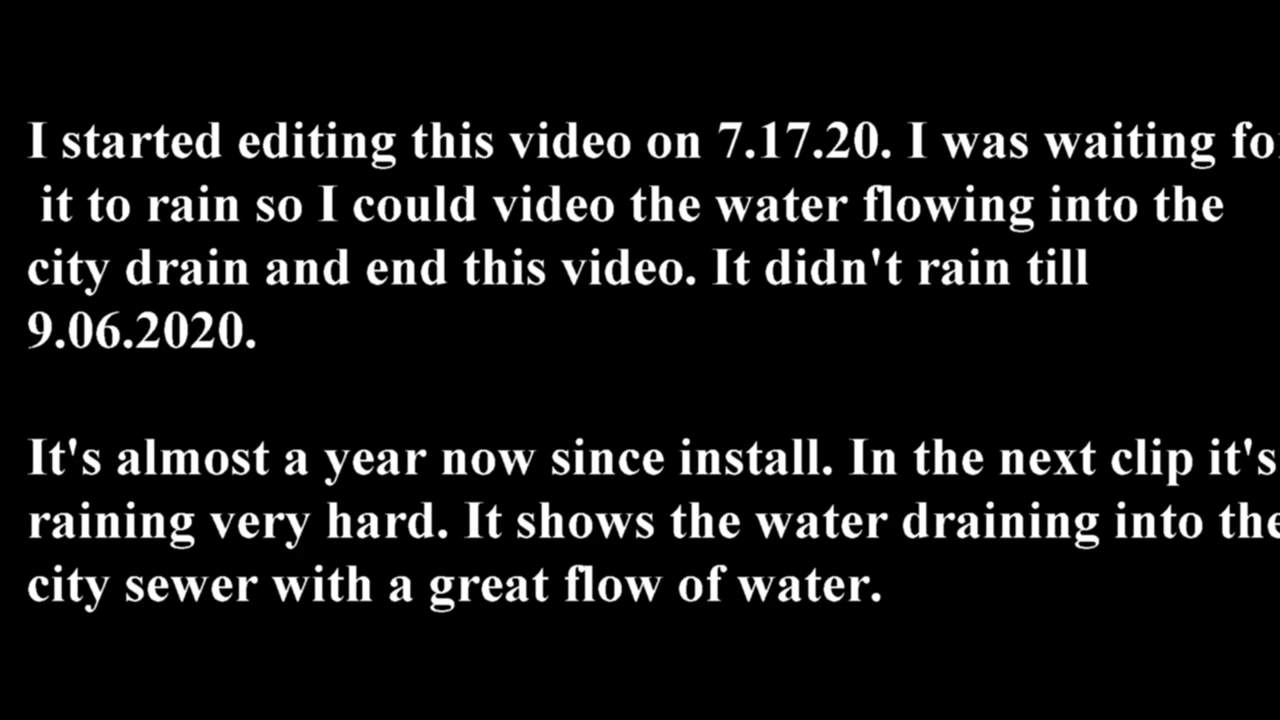 I started editing this video on 7.17.20. I was waiting fo
it to rain so I could video the water flowing into the
city drain and end this video. It didn't rain till
9.06.2020.
It's almost a year now since install. In the next clip it's
raining very hard. It shows the water draining into the
city sewer with a great flow of water.